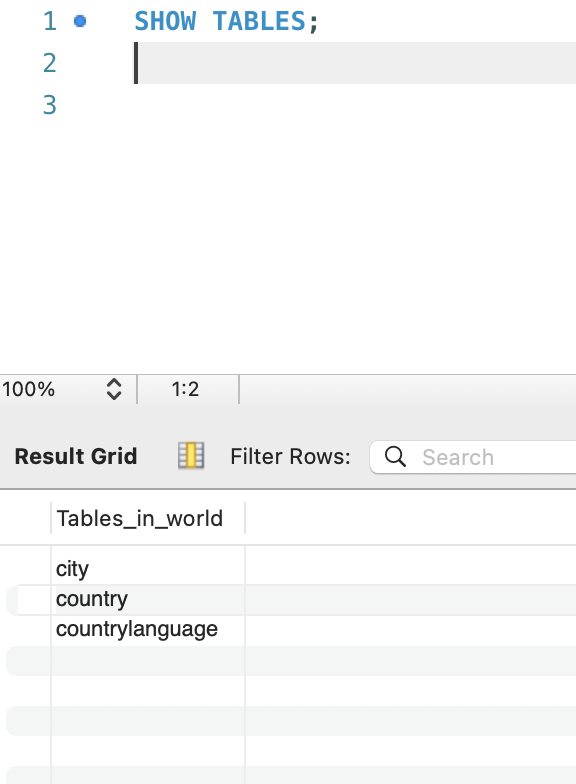 1 SHOW TABLES;
2
3
100% 1:2
Result Grid Filter Rows: Search
Tables_in_world
city
country
countrylanguage